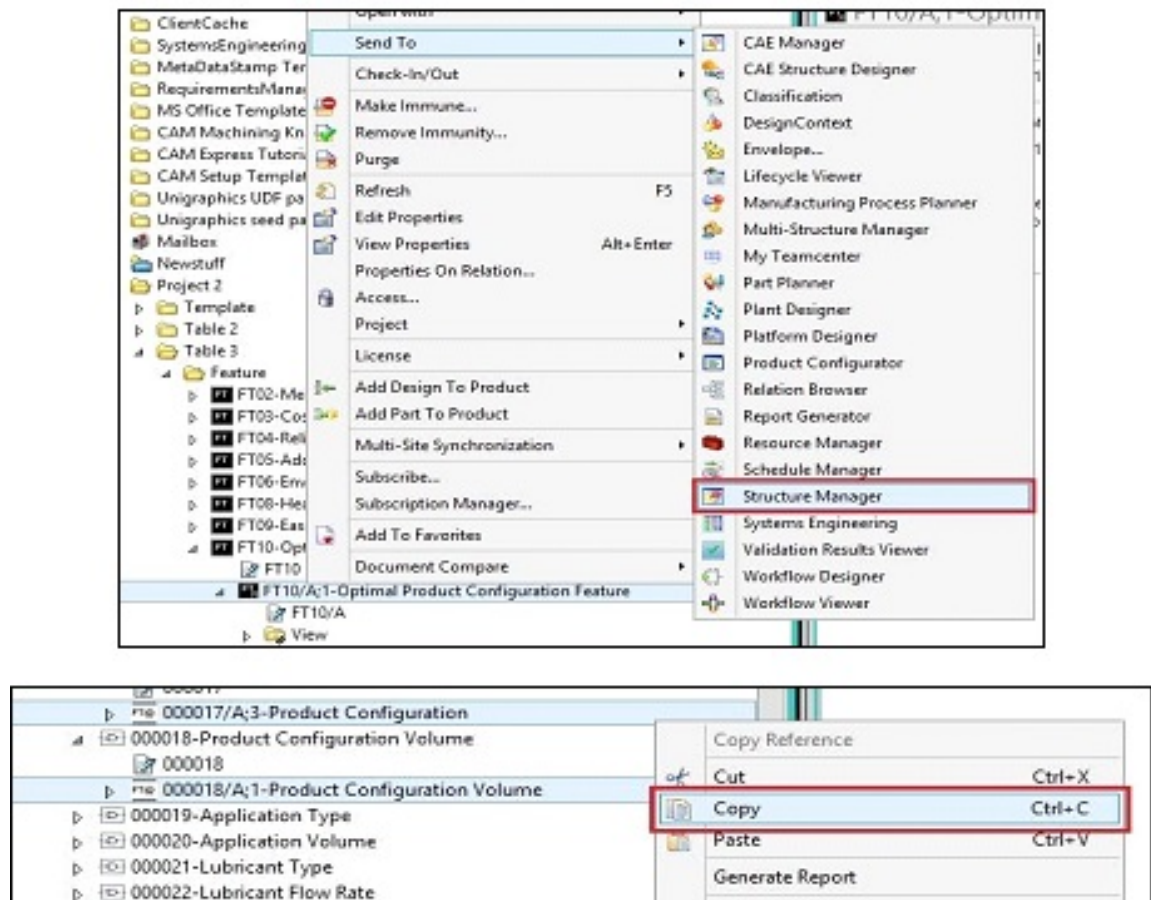 ClientCache
SystemsEngineering
MetaDataStamp Ter
RequirementsMana
MS Office Template
CAM Machining Kn
CAM Express Tutori
CAM Setup Templat
Unigraphics UDF pa
Unigraphics seed pa
Mailbox
Newstuff
Project 2
Template
Table 2
Table 3
Feature
FT02-Me
FT03-Cos
FT04-Reli
FT05-Ada
FT06-Env
FT08-Hea
FT09-Eas
FT10-Opt
FT10
FT10/A;1-Optimal Product Configuration Feature
FT10/A
View
Open with
Send To
Check-In/Out
Make Immune...
Remove Immunity...
Purge
Refresh F5
Edit Properties
View Properties Alt+Enter
Properties On Relation...
Access...
Project
License
Add Design To Product
Add Part To Product
Multi-Site Synchronization
Subscribe...
Subscription Manager...
Add To Favorites
Document Compare
FT10/A;1-Optim
CAE Manager
CAE Structure Designer
Classification
DesignContext
Envelope...
Lifecycle Viewer
Manufacturing Process Planner
Multi-Structure Manager
My Teamcenter
Part Planner
Plant Designer
Platform Designer
Product Configurator
Relation Browser
Report Generator
Resource Manager
Schedule Manager
Structure Manager
Systems Engineering
Validation Results Viewer
Workflow Designer
Workflow Viewer
000017
000017/A;3-Product Configuration
000018-Product Configuration Volume
000018
000018/A;1-Product Configuration Volume
000019-Application Type
000020-Application Volume
000021-Lubricant Type
000022-Lubricant Flow Rate
Copy Reference
Cut Ctrl+X
Copy Ctrl+C
Paste Ctrl+V
Generate Report